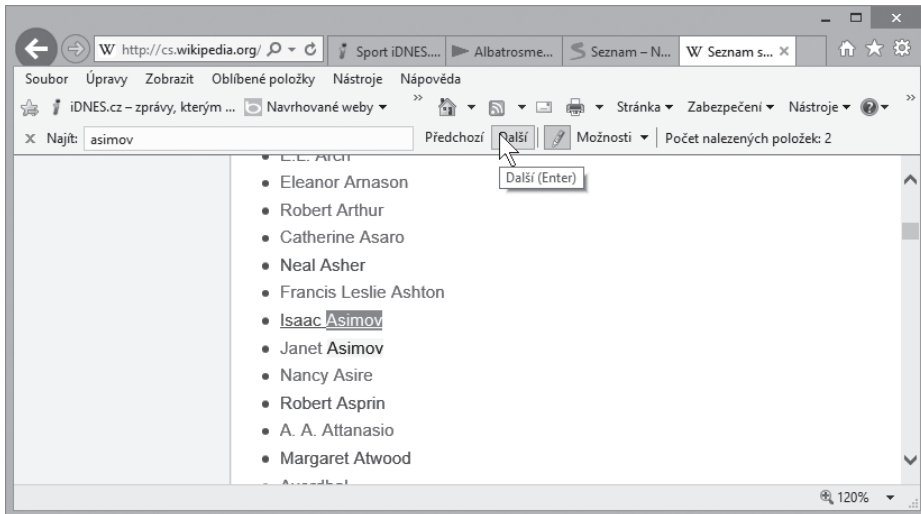 http://cs.wikipedia.org/ Sport iDNES.... Albatrosme... Seznam – N... W Seznam s... ×
Soubor Úpravy Zobrazit Oblíbené položky Nástroje Nápověda
iDNES.cz – zprávy, kterým ... Navrhované weby Stránka Zabezpečení Nástroje
x Najít: asimov Předchozí Další Možnosti Počet nalezených položek: 2
Další (Enter)
E.L. Arch
Eleanor Arnason
Robert Arthur
Catherine Asaro
Neal Asher
Francis Leslie Ashton
Isaac Asimov
Janet Asimov
Nancy Asire
Robert Asprin
A. A. Attanasio
Margaret Atwood
120%